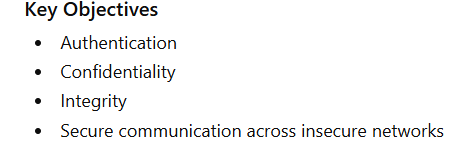 Key Objectives
• Authentication
• Confidentiality
• Integrity
• Secure communication across insecure networks